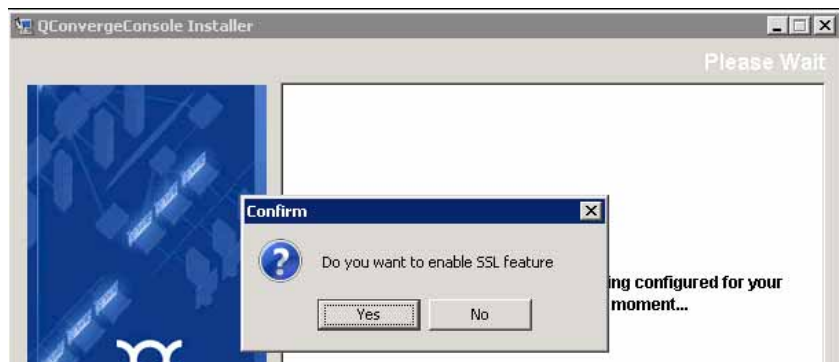 QConvergeConsole Installer
Please Wait
Confirm
Do you want to enable SSL feature
ing configured for your
moment...
Yes
No